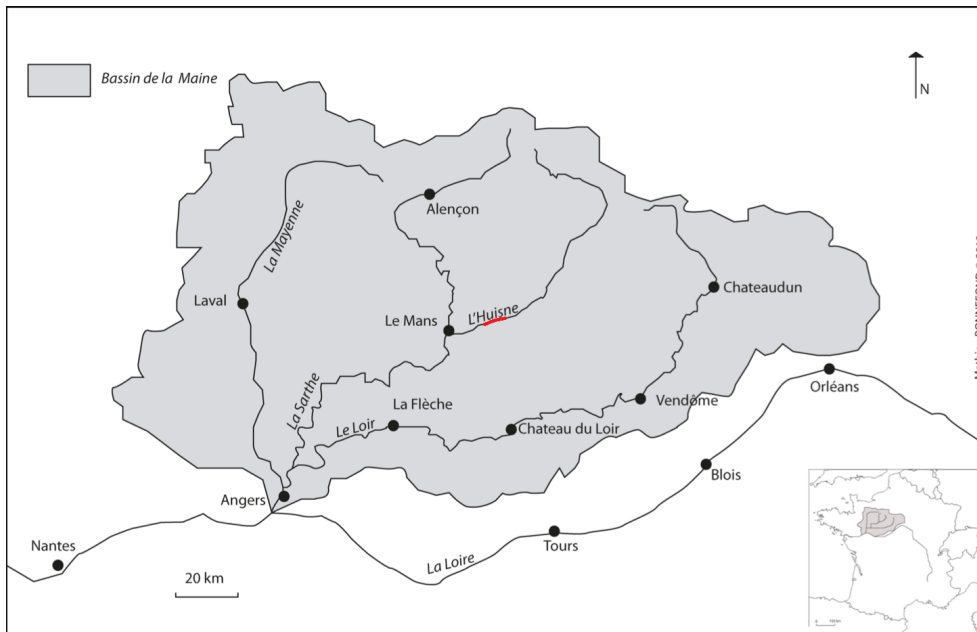 Bassin de la Maine
N
Alençon
La Mayenne
Laval
Chateaudun
L'Huisne
Le Mans
Orléans
La Sarthe
La Flèche
Vendôme
Le Loir
Chateau du Loir
Blois
Angers
Nantes
Tours
La Loire
20 km